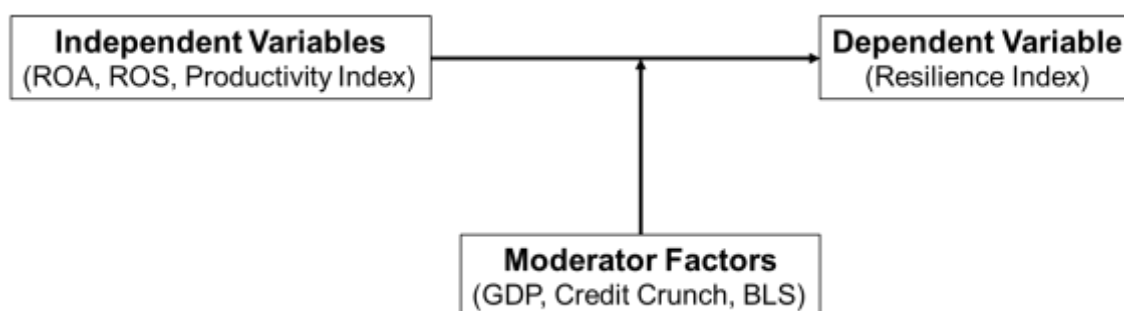 Independent Variables
(ROA, ROS, Productivity Index)
Dependent Variable
(Resilience Index)
Moderator Factors
(GDP, Credit Crunch, BLS)